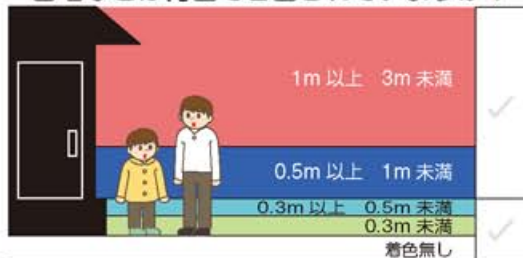 1m 以上 3m 未満
0.5m 以上 1m 未満
0.3m 以上 0.5m 未満
0.3m 未満
着色無し